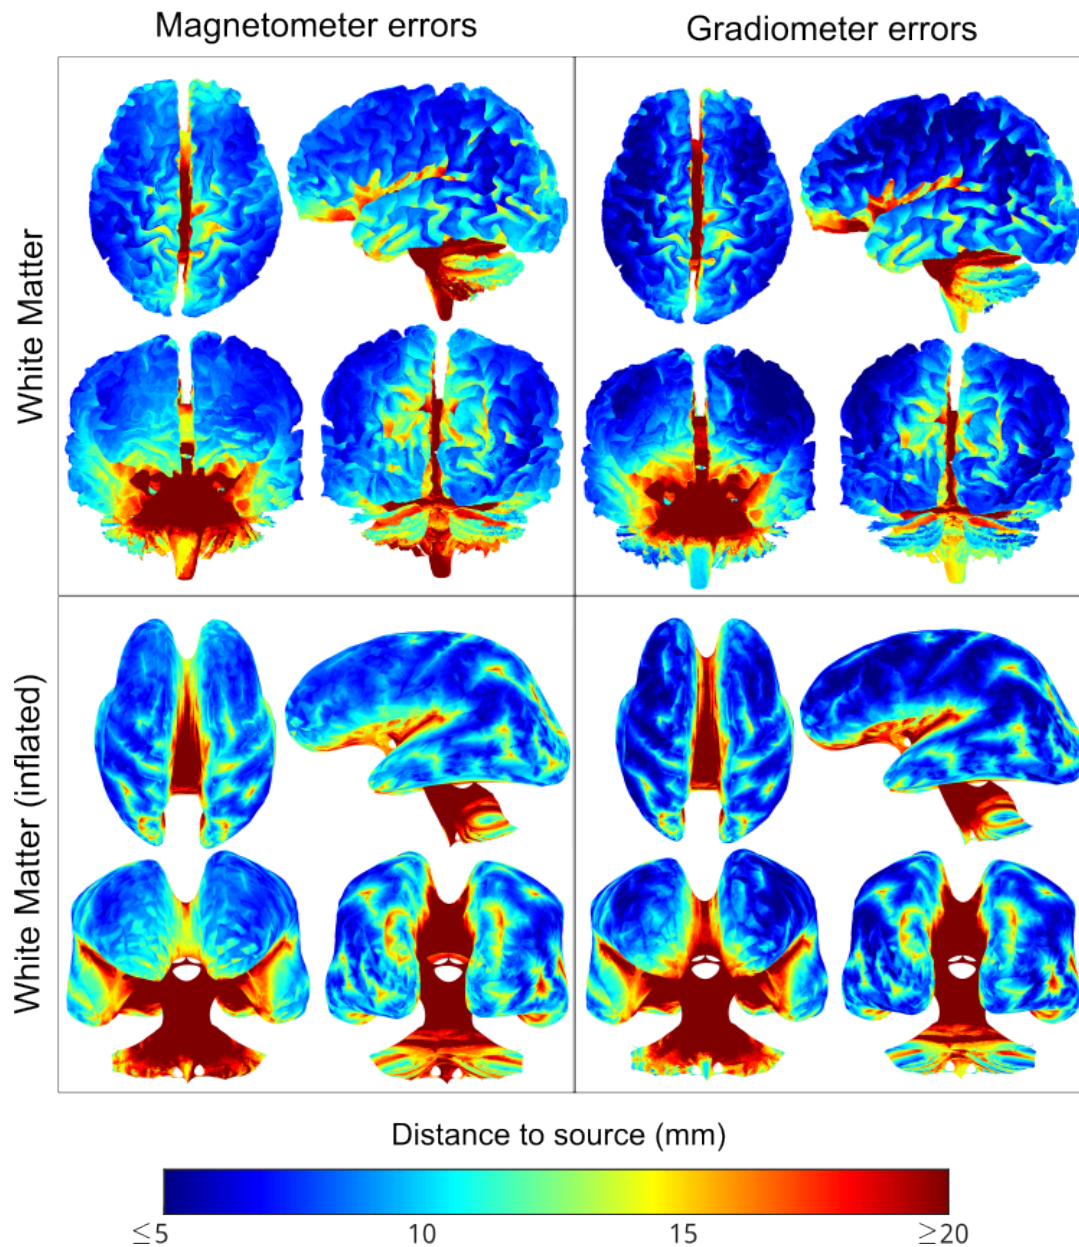 Magnetometer errors
Gradiometer errors
White Matter
White Matter (inflated)
Distance to source (mm)
≤5 10 15 ≥20